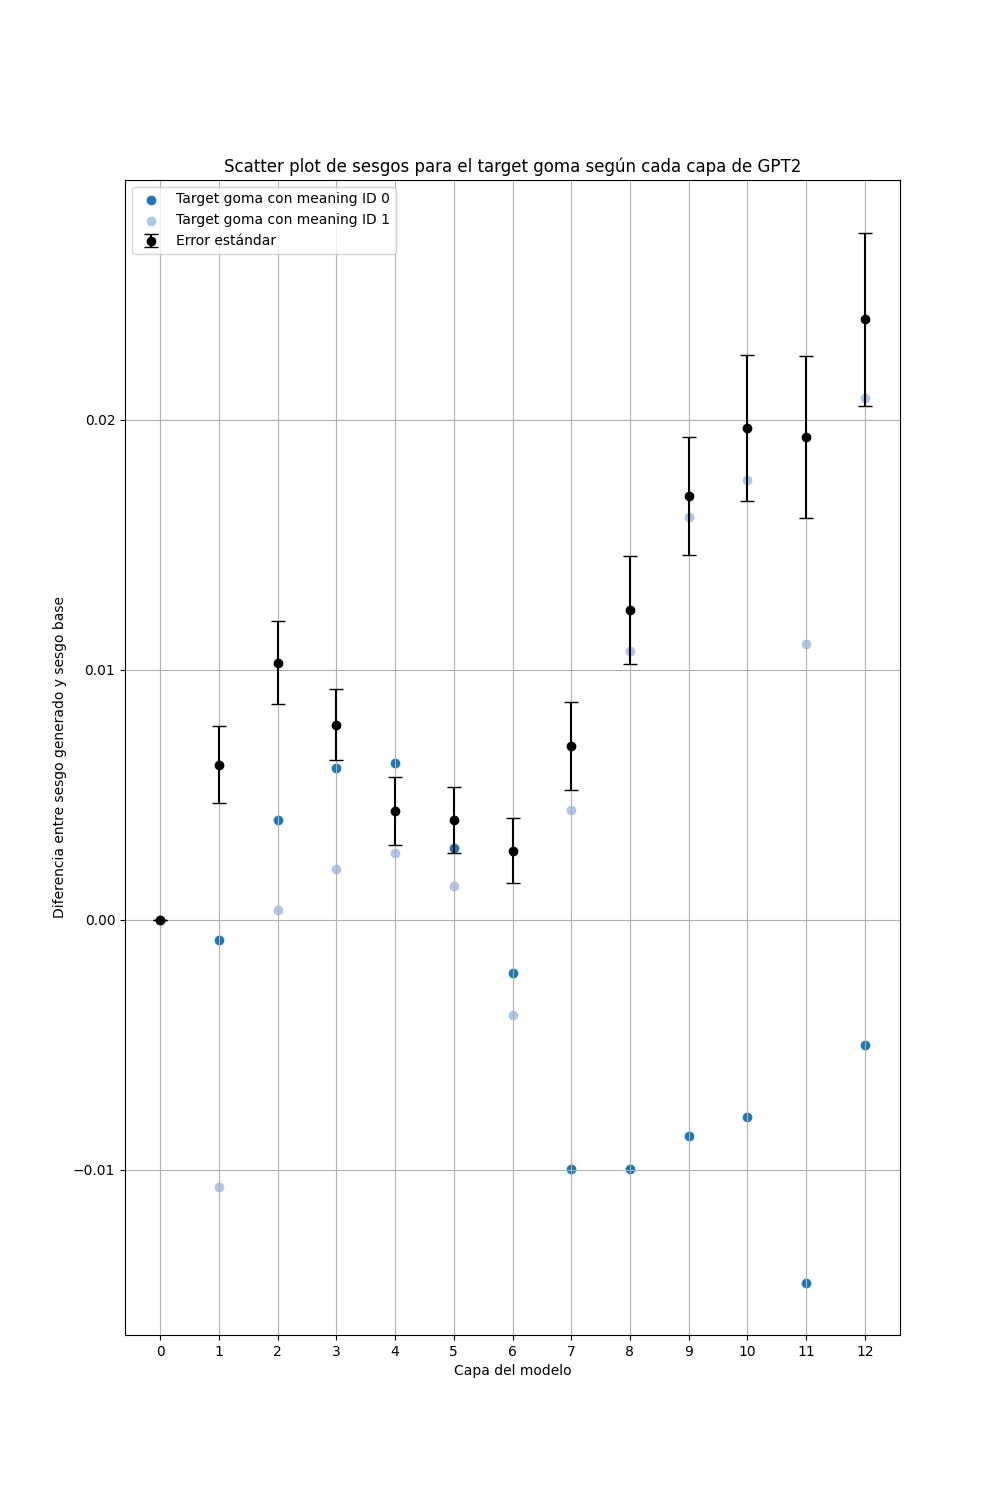 Scatter plot de sesgos para el target goma según cada capa de GPT2
Target goma con meaning ID 0
Target goma con meaning ID 1
Error estándar
Diferencia entre sesgo generado y sesgo base
0.02
0.01
0.00
−0.01
0 1 2 3 4 5 6 7 8 9 10 11 12
Capa del modelo